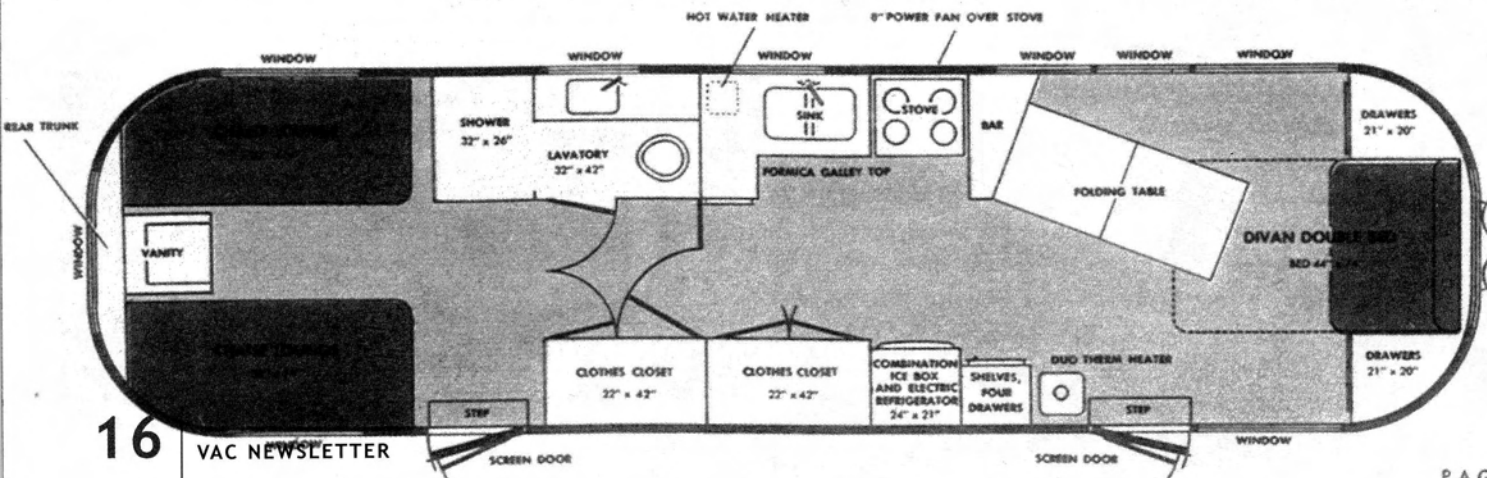 HOT WATER HEATER
8" POWER FAN OVER STOVE
WINDOW
WINDOW
WINDOW
WINDOW
WINDOW
WINDOW
REAR TRUNK
SHOWER
32" x 26"
LAVATORY
32" x 42"
SINK
STOVE
BAR
DRAWERS
21" x 20"
FORMICA GALLEY TOP
FOLDING TABLE
WINDOW
VANITY
DIVAN DOUBLE BED
CLOTHES CLOSET
22" x 42"
CLOTHES CLOSET
22" x 42"
COMBINATION
ICE BOX
AND ELECTRIC
REFRIGERATOR
24" x 21"
SHELVES,
FOUR
DRAWERS
DUO THERM HEATER
DRAWERS
21" x 20"
STEP
STEP
WINDOW
WINDOW
SCREEN DOOR
SCREEN DOOR
16
VAC NEWSLETTER